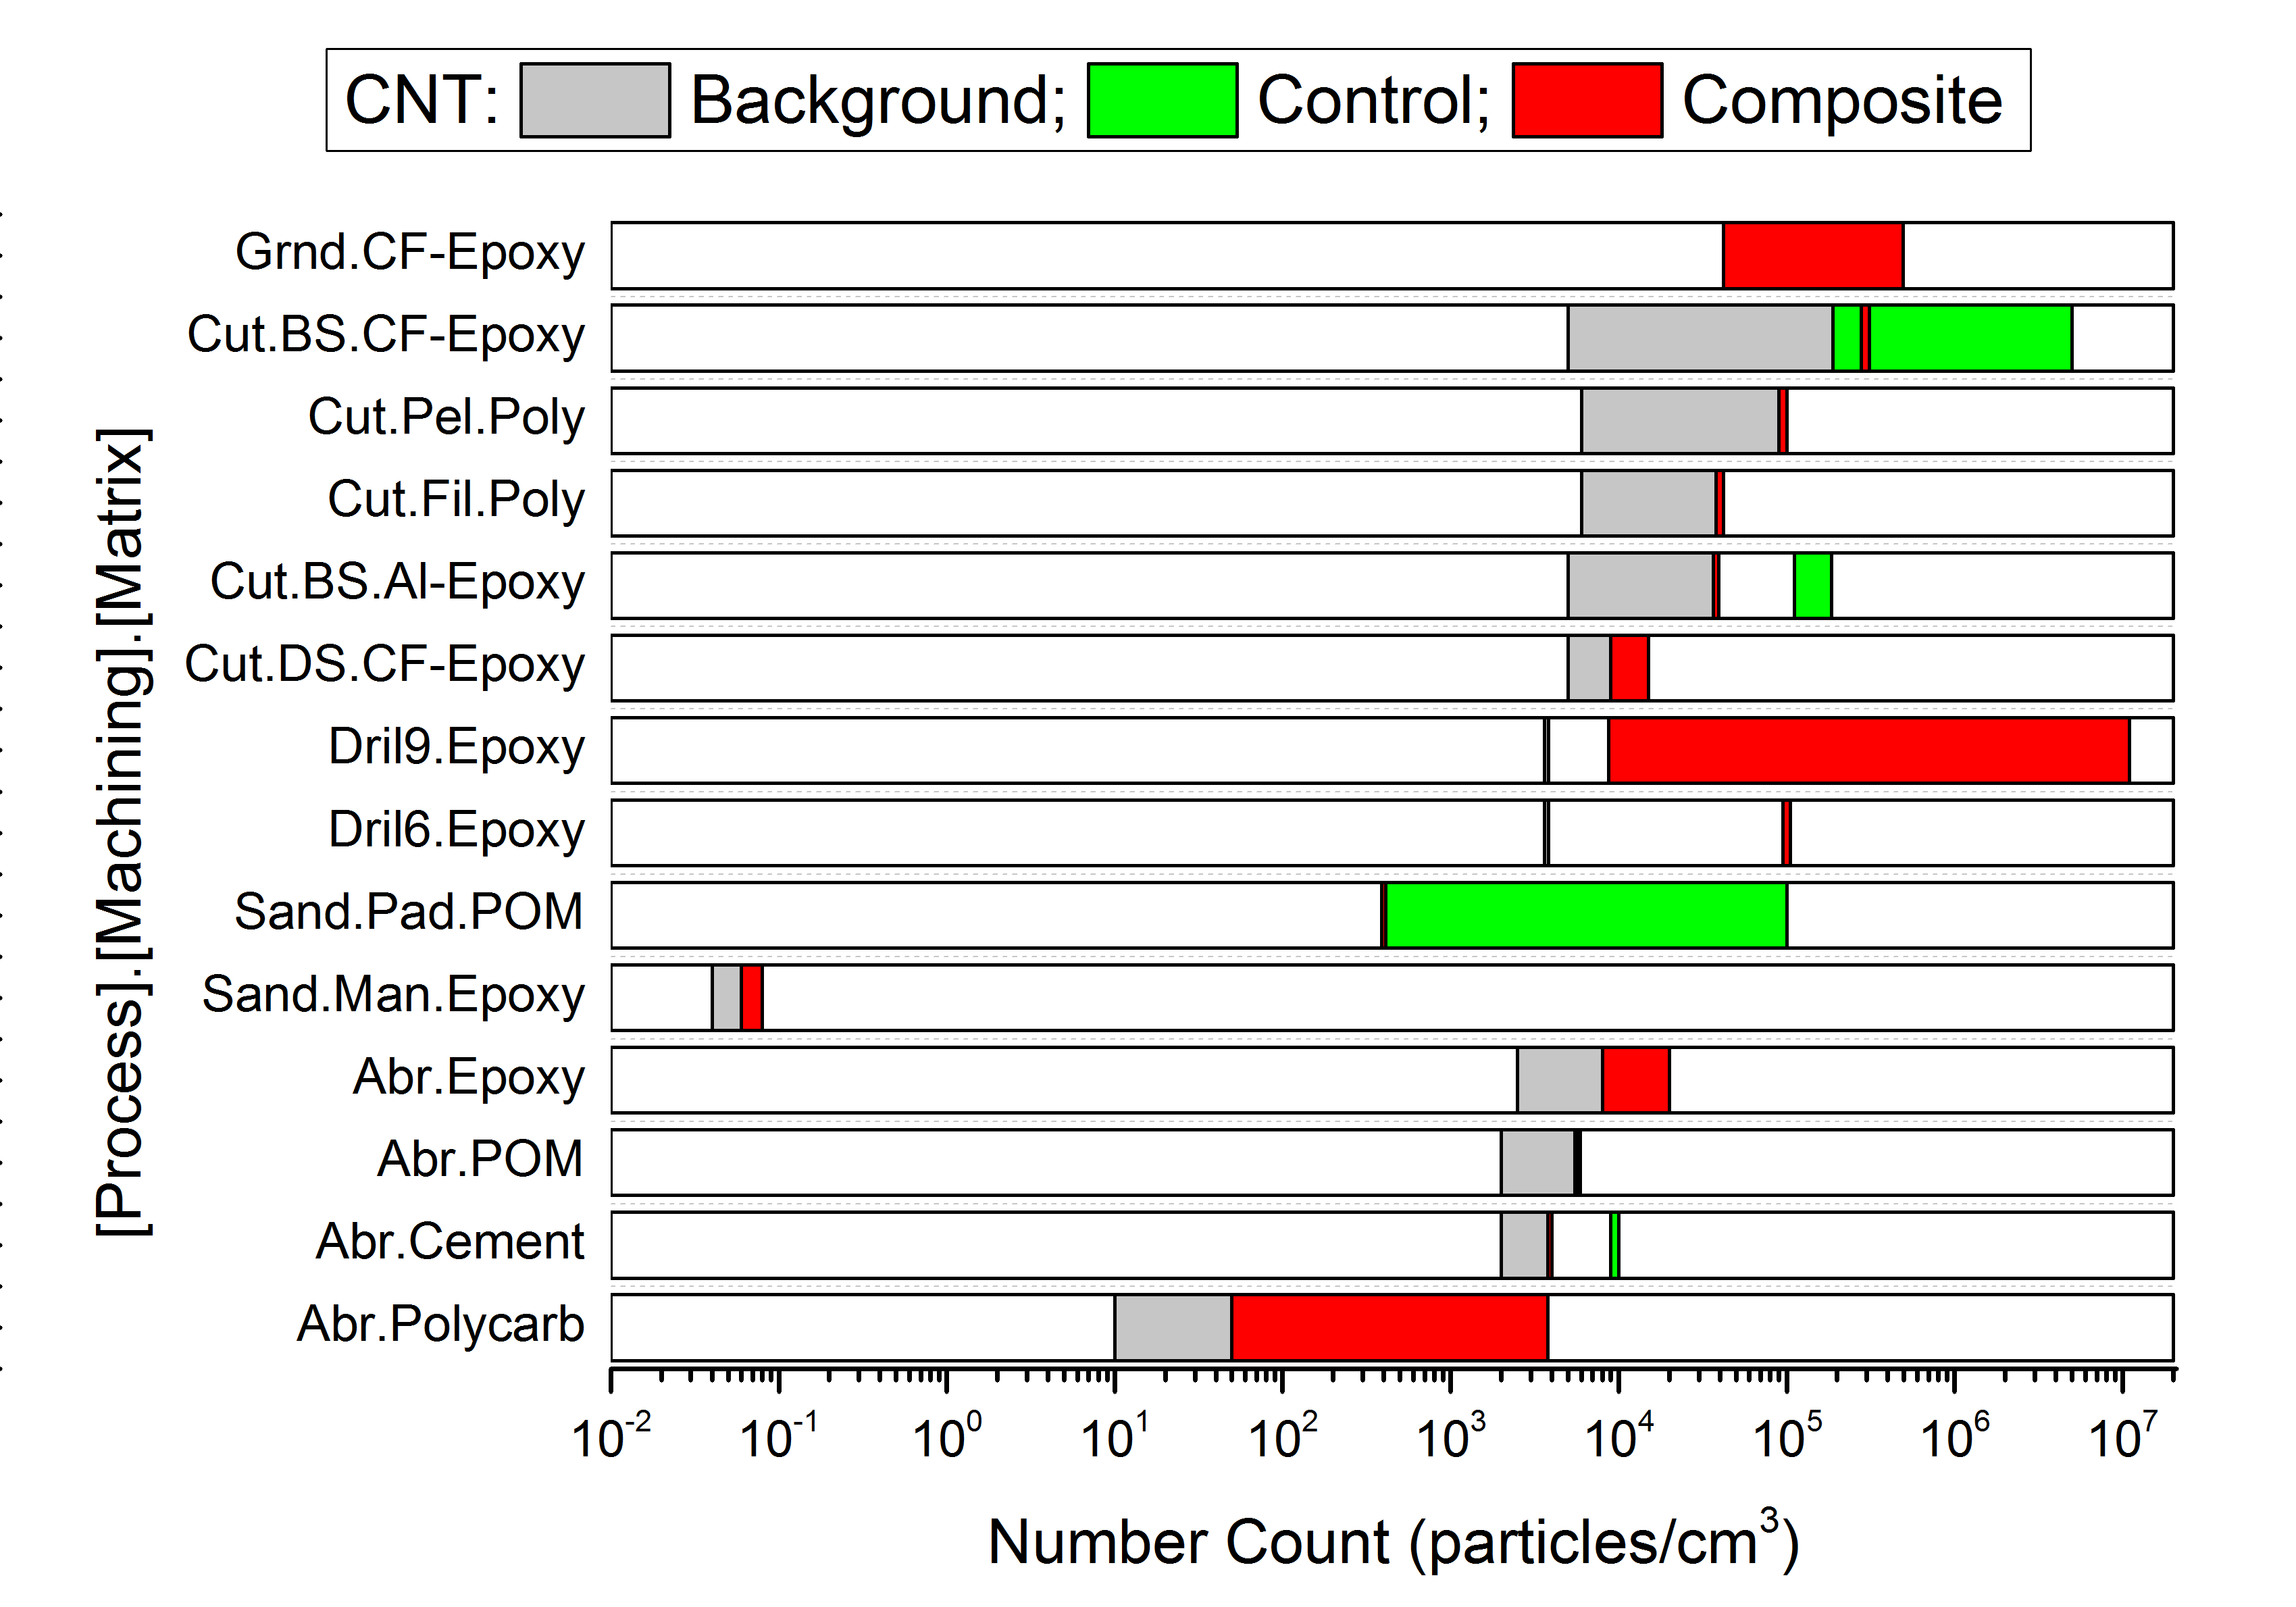 CNT: Background; Control; Composite
Grnd.CF-Epoxy
Cut.BS.CF-Epoxy
Cut.Pel.Poly
Cut.Fil.Poly
Cut.BS.Al-Epoxy
Cut.DS.CF-Epoxy
Dril9.Epoxy
Dril6.Epoxy
Sand.Pad.POM
Sand.Man.Epoxy
Abr.Epoxy
Abr.POM
Abr.Cement
Abr.Polycarb
[Process].[Machining].[Matrix]
10⁻² 10⁻¹ 10⁰ 10¹ 10² 10³ 10⁴ 10⁵ 10⁶ 10⁷
Number Count (particles/cm³)